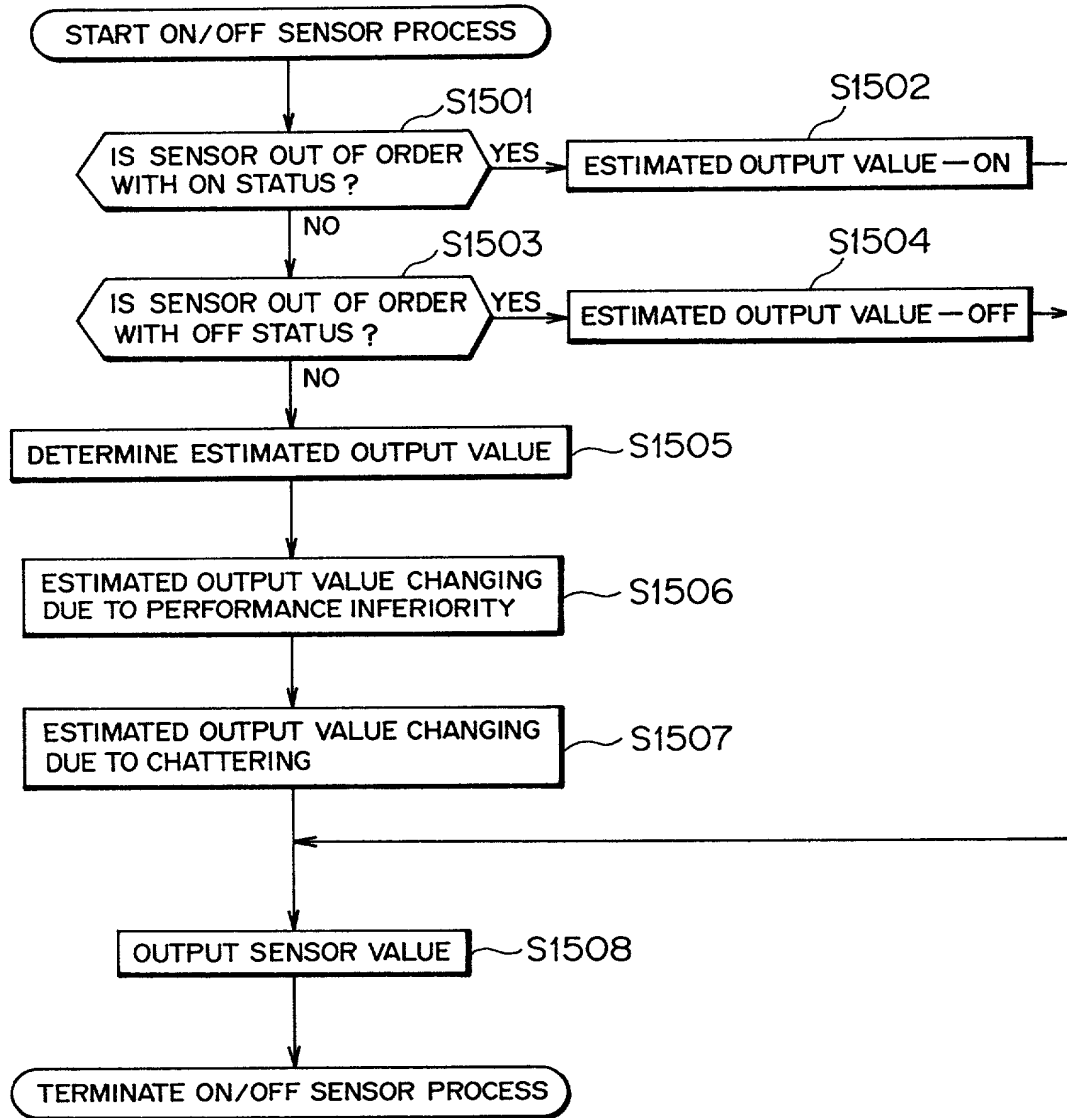 START ON/OFF SENSOR PROCESS
S1501
IS SENSOR OUT OF ORDER
WITH ON STATUS ?
YES
S1502
ESTIMATED OUTPUT VALUE—ON
NO
S1503
IS SENSOR OUT OF ORDER
WITH OFF STATUS ?
YES
S1504
ESTIMATED OUTPUT VALUE—OFF
NO
DETERMINE ESTIMATED OUTPUT VALUE
S1505
ESTIMATED OUTPUT VALUE CHANGING
DUE TO PERFORMANCE INFERIORITY
S1506
ESTIMATED OUTPUT VALUE CHANGING
DUE TO CHATTERING
S1507
OUTPUT SENSOR VALUE
S1508
TERMINATE ON/OFF SENSOR PROCESS